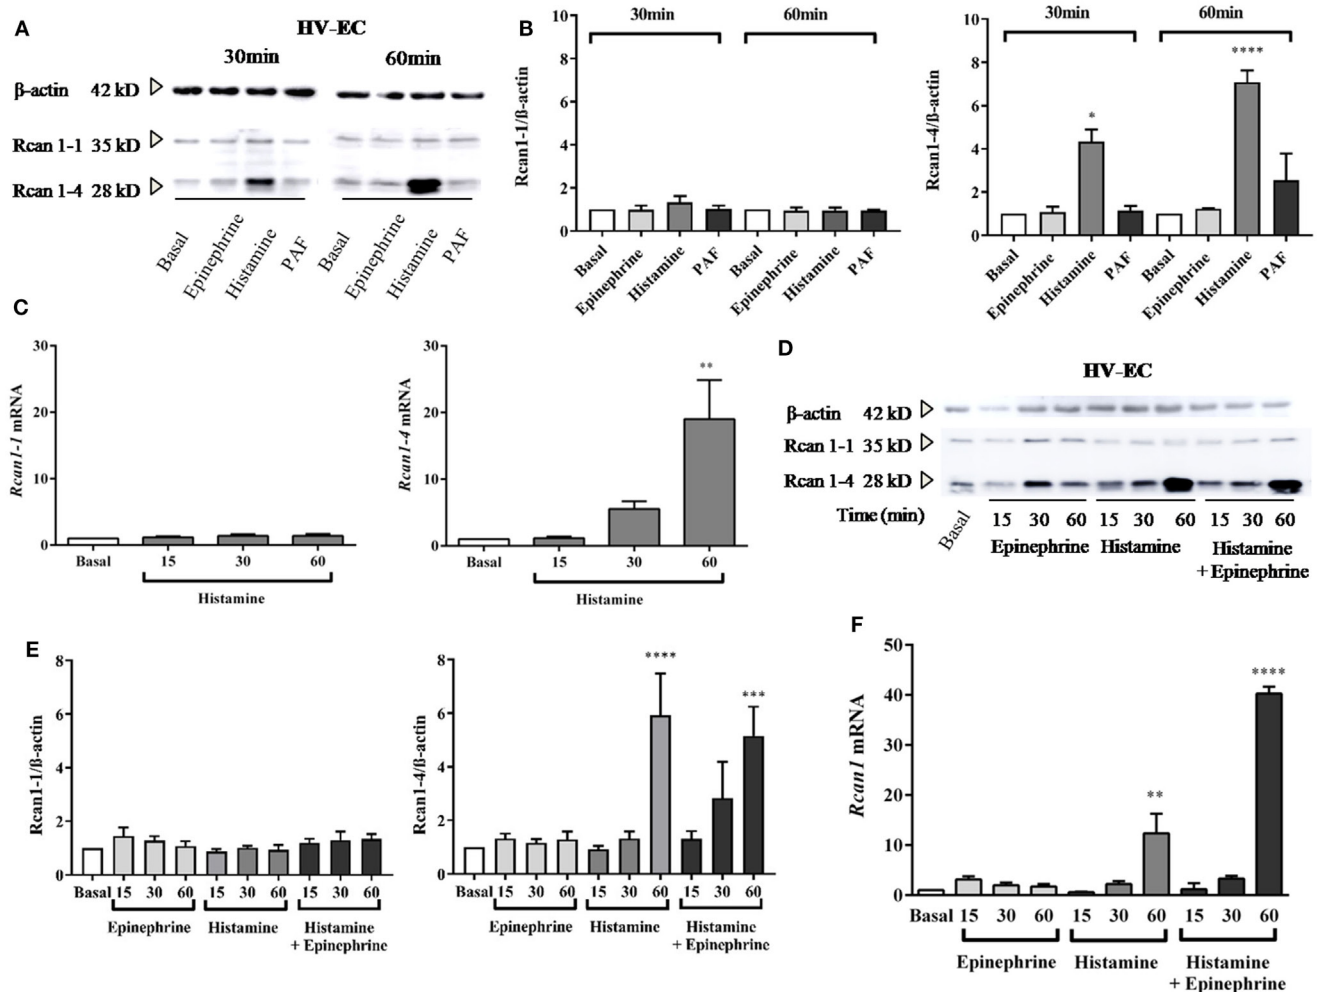 A
HV-EC
30min 60min
β-actin 42 kD
Rcan 1-1 35 kD
Rcan 1-4 28 kD
Basal Epinephrine Histamine PAF Basal Epinephrine Histamine PAF
B
30min 60min
Rcan1-1/ß-actin
10
8
6
4
2
0
Basal Epinephrine Histamine PAF Basal Epinephrine Histamine PAF
30min 60min
Rcan1-4/ß-actin
10
8
6
4
2
0
* ****
Basal Epinephrine Histamine PAF Basal Epinephrine Histamine PAF
C
Rcan1-1 mRNA
30
20
10
0
Basal 15 30 60
Histamine
Rcan1-4 mRNA
30
20
10
0
**
Basal 15 30 60
Histamine
D
HV-EC
β-actin 42 kD
Rcan 1-1 35 kD
Rcan 1-4 28 kD
Time (min)
Basal 15 30 60 15 30 60 15 30 60
Epinephrine Histamine Histamine
+ Epinephrine
E
Rcan1-1/ß-actin
8
6
4
2
0
Basal 15 30 60 15 30 60 15 30 60
Epinephrine Histamine Histamine
+ Epinephrine
Rcan1-4/ß-actin
8
6
4
2
0
**** ***
Basal 15 30 60 15 30 60 15 30 60
Epinephrine Histamine Histamine
+ Epinephrine
F
Rcan1 mRNA
50
40
30
20
10
0
** ****
Basal 15 30 60 15 30 60 15 30 60
Epinephrine Histamine Histamine
+ Epinephrine